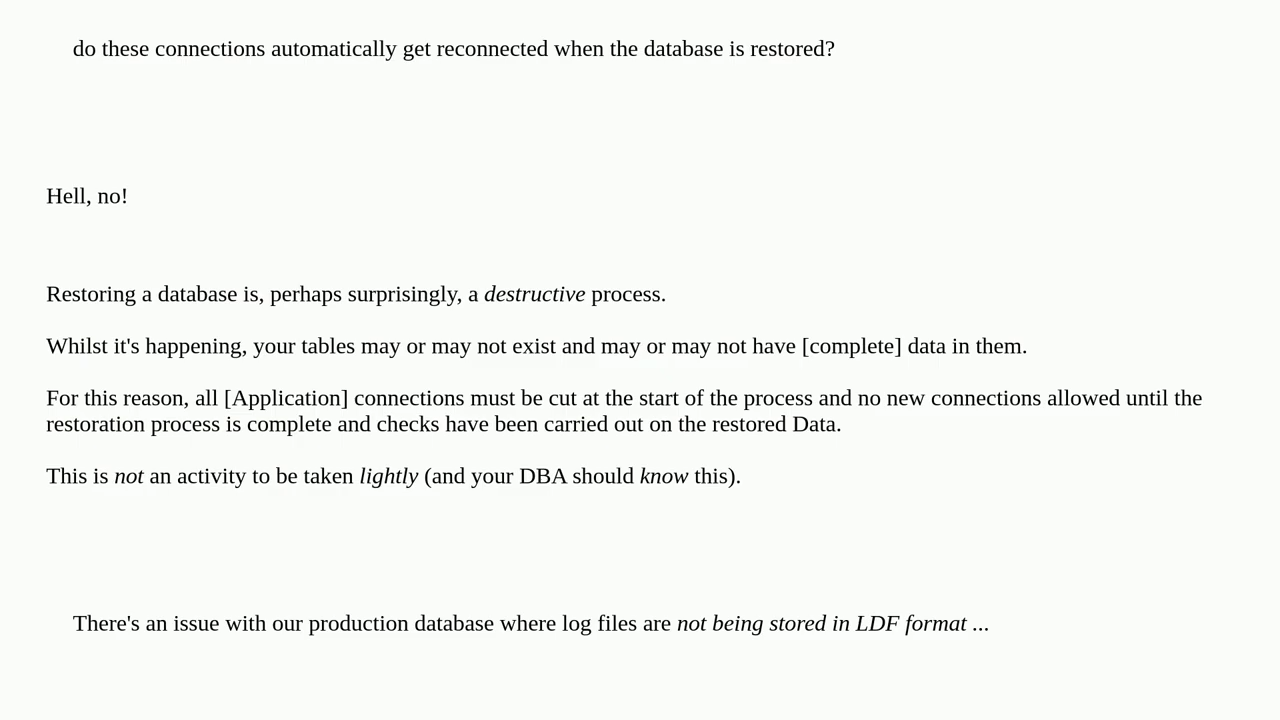 do these connections automatically get reconnected when the database is restored?
Hell, no!
Restoring a database is, perhaps surprisingly, a destructive process.
Whilst it's happening, your tables may or may not exist and may or may not have [complete] data in them.
For this reason, all [Application] connections must be cut at the start of the process and no new connections allowed until the
restoration process is complete and checks have been carried out on the restored Data.
This is not an activity to be taken lightly (and your DBA should know this).
There's an issue with our production database where log files are not being stored in LDF format ...